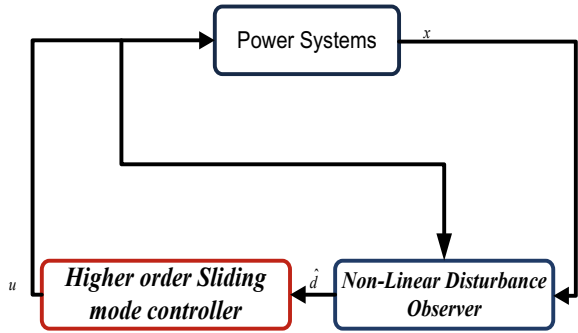 Power Systems
x
u
Higher order Sliding
mode controller
d̂
Non-Linear Disturbance
Observer